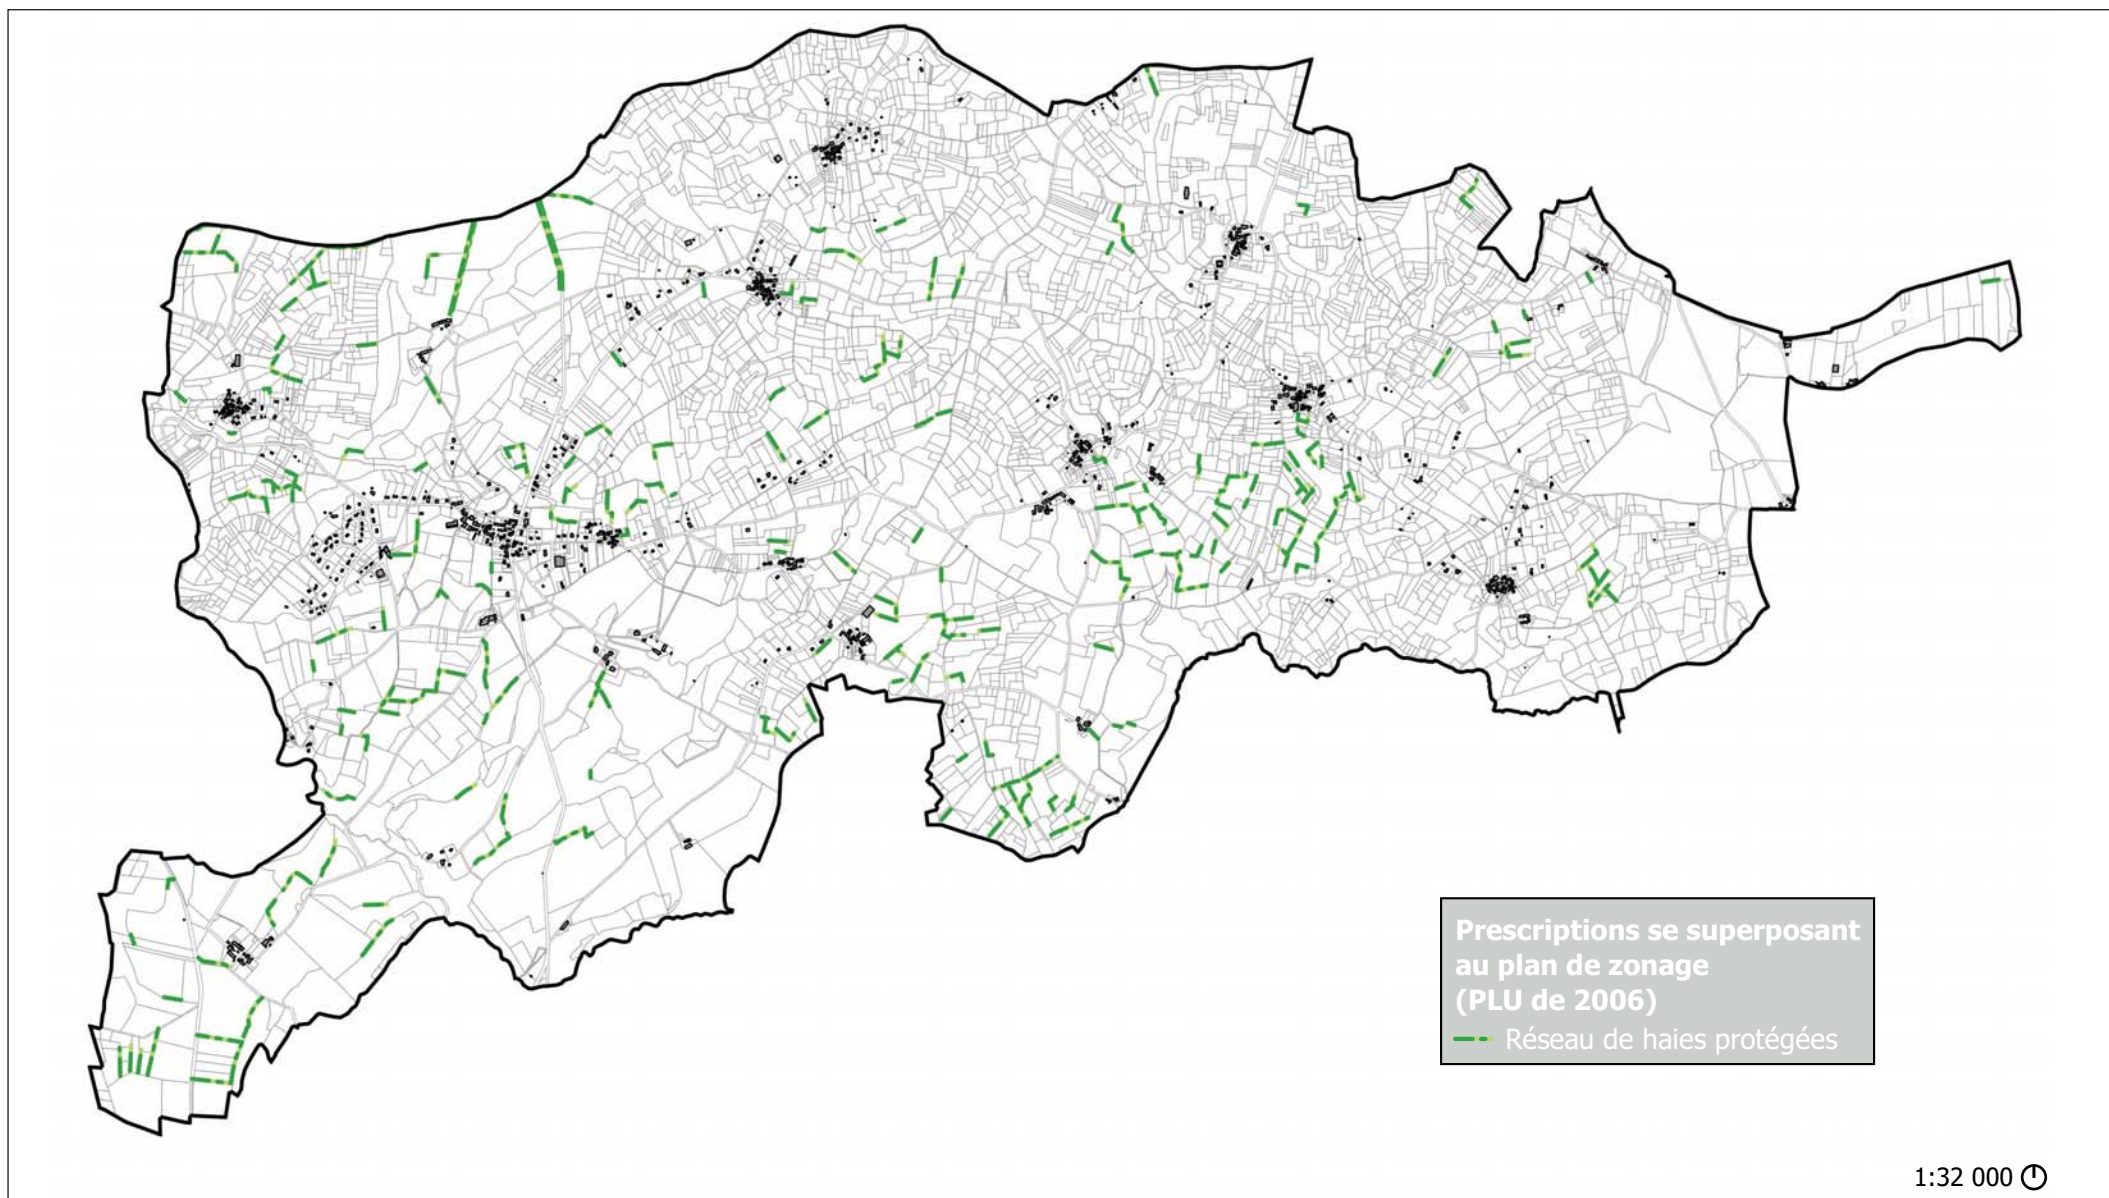 Prescriptions se superposant
au plan de zonage
(PLU de 2006)
Réseau de haies protégées
1:32 000